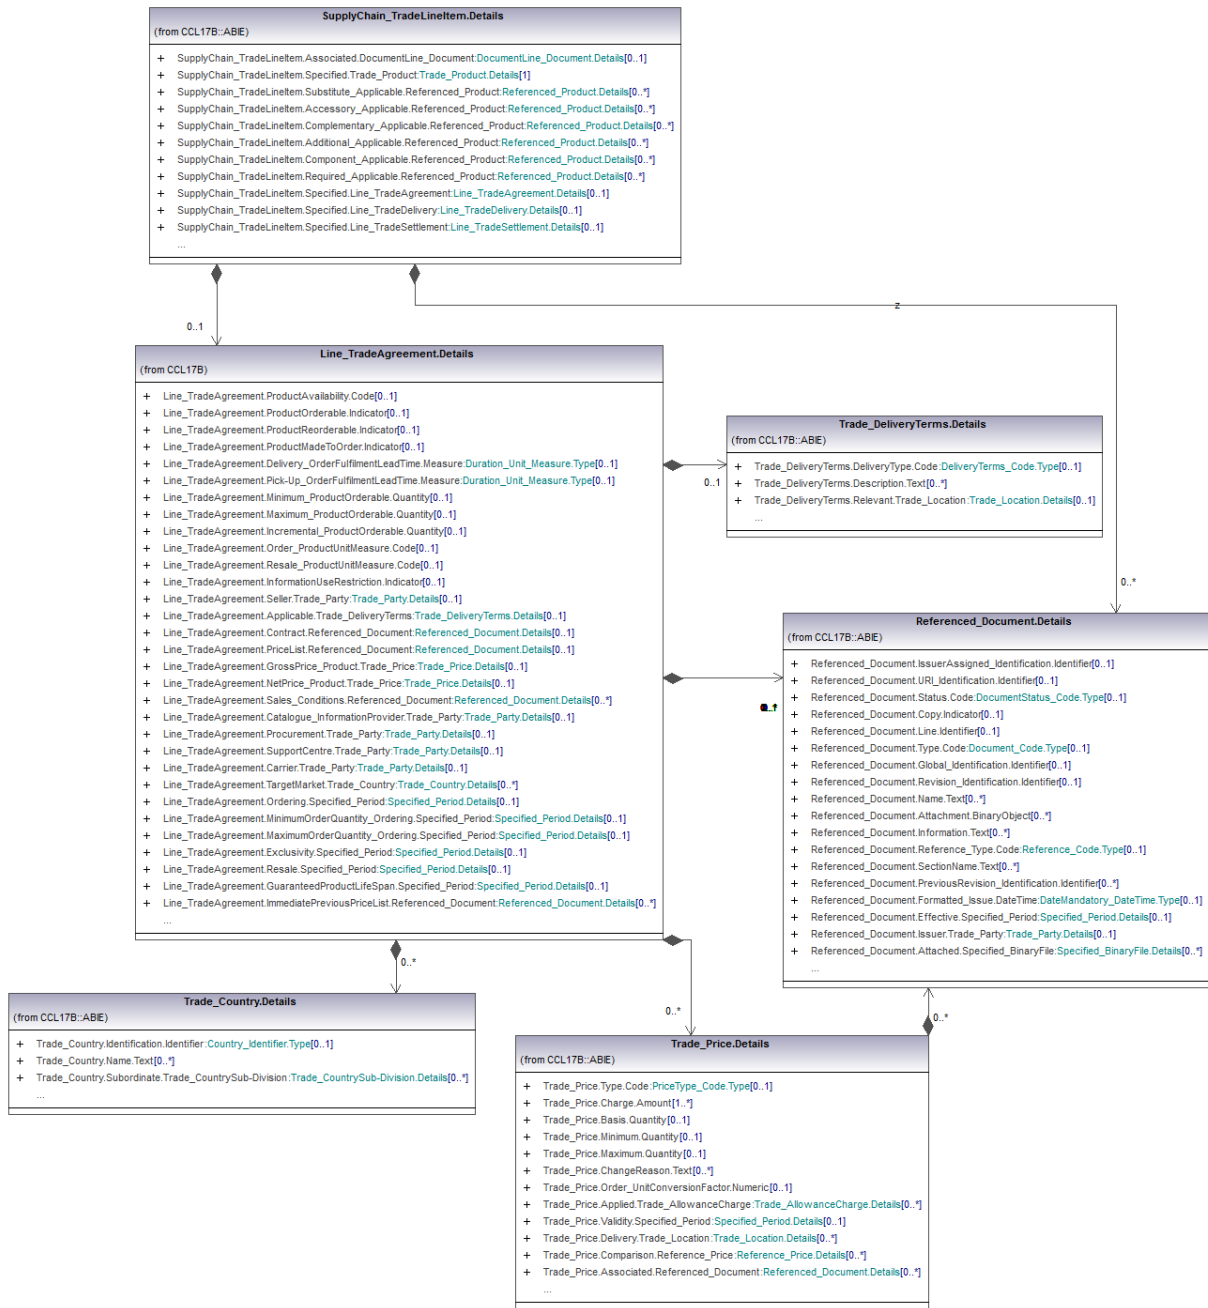 SupplyChain_TradeLineItem.Details
(from CCL17B::ABIE)
+ SupplyChain_TradeLineItem.Associated.DocumentLine_Document:DocumentLine_Document.Details[0..1]
+ SupplyChain_TradeLineItem.Specified.Trade_Product:Trade_Product.Details[1]
+ SupplyChain_TradeLineItem.Substitute_Applicable.Referenced_Product:Referenced_Product.Details[0..*]
+ SupplyChain_TradeLineItem.Accessory_Applicable.Referenced_Product:Referenced_Product.Details[0..*]
+ SupplyChain_TradeLineItem.Complementary_Applicable.Referenced_Product:Referenced_Product.Details[0..*]
+ SupplyChain_TradeLineItem.Additional_Applicable.Referenced_Product:Referenced_Product.Details[0..*]
+ SupplyChain_TradeLineItem.Component_Applicable.Referenced_Product:Referenced_Product.Details[0..*]
+ SupplyChain_TradeLineItem.Required_Applicable.Referenced_Product:Referenced_Product.Details[0..*]
+ SupplyChain_TradeLineItem.Specified.Line_TradeAgreement:Line_TradeAgreement.Details[0..1]
+ SupplyChain_TradeLineItem.Specified.Line_TradeDelivery:Line_TradeDelivery.Details[0..1]
+ SupplyChain_TradeLineItem.Specified.Line_TradeSettlement:Line_TradeSettlement.Details[0..1]
...
z
0..1
Line_TradeAgreement.Details
(from CCL17B)
+ Line_TradeAgreement.ProductAvailability.Code[0..1]
+ Line_TradeAgreement.ProductOrderable.Indicator[0..1]
+ Line_TradeAgreement.ProductReorderable.Indicator[0..1]
+ Line_TradeAgreement.ProductMadeToOrder.Indicator[0..1]
+ Line_TradeAgreement.Delivery_OrderFulfilmentLeadTime.Measure:Duration_Unit_Measure.Type[0..1]
+ Line_TradeAgreement.Pick-Up_OrderFulfilmentLeadTime.Measure:Duration_Unit_Measure.Type[0..1]
+ Line_TradeAgreement.Minimum_ProductOrderable.Quantity[0..1]
+ Line_TradeAgreement.Maximum_ProductOrderable.Quantity[0..1]
+ Line_TradeAgreement.Incremental_ProductOrderable.Quantity[0..1]
+ Line_TradeAgreement.Order_ProductUnitMeasure.Code[0..1]
+ Line_TradeAgreement.Resale_ProductUnitMeasure.Code[0..1]
+ Line_TradeAgreement.InformationUseRestriction.Indicator[0..1]
+ Line_TradeAgreement.Seller.Trade_Party:Trade_Party.Details[0..1]
+ Line_TradeAgreement.Applicable.Trade_DeliveryTerms:Trade_DeliveryTerms.Details[0..1]
+ Line_TradeAgreement.Contract.Referenced_Document:Referenced_Document.Details[0..1]
+ Line_TradeAgreement.PriceList.Referenced_Document:Referenced_Document.Details[0..1]
+ Line_TradeAgreement.GrossPrice_Product.Trade_Price:Trade_Price.Details[0..1]
+ Line_TradeAgreement.NetPrice_Product.Trade_Price:Trade_Price.Details[0..1]
+ Line_TradeAgreement.Sales_Conditions.Referenced_Document:Referenced_Document.Details[0..*]
+ Line_TradeAgreement.Catalogue_InformationProvider.Trade_Party:Trade_Party.Details[0..1]
+ Line_TradeAgreement.Procurement.Trade_Party:Trade_Party.Details[0..1]
+ Line_TradeAgreement.SupportCentre.Trade_Party:Trade_Party.Details[0..1]
+ Line_TradeAgreement.Carrier.Trade_Party:Trade_Party.Details[0..1]
+ Line_TradeAgreement.TargetMarket.Trade_Country:Trade_Country.Details[0..*]
+ Line_TradeAgreement.Ordering.Specified_Period:Specified_Period.Details[0..1]
+ Line_TradeAgreement.MinimumOrderQuantity_Ordering.Specified_Period:Specified_Period.Details[0..1]
+ Line_TradeAgreement.MaximumOrderQuantity_Ordering.Specified_Period:Specified_Period.Details[0..1]
+ Line_TradeAgreement.Exclusivity.Specified_Period:Specified_Period.Details[0..1]
+ Line_TradeAgreement.Resale.Specified_Period:Specified_Period.Details[0..1]
+ Line_TradeAgreement.GuaranteedProductLifeSpan.Specified_Period:Specified_Period.Details[0..1]
+ Line_TradeAgreement.ImmediatePreviousPriceList.Referenced_Document:Referenced_Document.Details[0..*]
...
Trade_DeliveryTerms.Details
(from CCL17B::ABIE)
+ Trade_DeliveryTerms.DeliveryType.Code:DeliveryTerms_Code.Type[0..1]
+ Trade_DeliveryTerms.Description.Text[0..*]
+ Trade_DeliveryTerms.Relevant.Trade_Location:Trade_Location.Details[0..1]
...
0..1
0..*
Referenced_Document.Details
(from CCL17B::ABIE)
+ Referenced_Document.IssuerAssigned_Identification.Identifier[0..1]
+ Referenced_Document.URI_Identification.Identifier[0..1]
+ Referenced_Document.Status.Code:DocumentStatus_Code.Type[0..1]
+ Referenced_Document.Copy.Indicator[0..1]
+ Referenced_Document.Line.Identifier[0..1]
+ Referenced_Document.Type.Code:Document_Code.Type[0..1]
+ Referenced_Document.Global_Identification.Identifier[0..1]
+ Referenced_Document.Revision_Identification.Identifier[0..1]
+ Referenced_Document.Name.Text[0..*]
+ Referenced_Document.Attachment.BinaryObject[0..*]
+ Referenced_Document.Information.Text[0..*]
+ Referenced_Document.Reference_Type.Code:Reference_Code.Type[0..1]
+ Referenced_Document.SectionName.Text[0..*]
+ Referenced_Document.PreviousRevision_Identification.Identifier[0..*]
+ Referenced_Document.Formatted_Issue.DateTime:DateMandatory_DateTime.Type[0..1]
+ Referenced_Document.Effective.Specified_Period:Specified_Period.Details[0..1]
+ Referenced_Document.Issuer.Trade_Party:Trade_Party.Details[0..1]
+ Referenced_Document.Attached.Specified_BinaryFile:Specified_BinaryFile.Details[0..*]
...
0..*
Trade_Country.Details
(from CCL17B::ABIE)
+ Trade_Country.Identification.Identifier:Country_Identifier.Type[0..1]
+ Trade_Country.Name.Text[0..*]
+ Trade_Country.Subordinate.Trade_CountrySub-Division:Trade_CountrySub-Division.Details[0..*]
...
0..*
0..*
Trade_Price.Details
(from CCL17B::ABIE)
+ Trade_Price.Type.Code:PriceType_Code.Type[0..1]
+ Trade_Price.Charge.Amount[1..*]
+ Trade_Price.Basis.Quantity[0..1]
+ Trade_Price.Minimum.Quantity[0..1]
+ Trade_Price.Maximum.Quantity[0..1]
+ Trade_Price.ChangeReason.Text[0..*]
+ Trade_Price.Order_UnitConversionFactor.Numeric[0..1]
+ Trade_Price.Applied.Trade_AllowanceCharge:Trade_AllowanceCharge.Details[0..*]
+ Trade_Price.Validity.Specified_Period:Specified_Period.Details[0..1]
+ Trade_Price.Delivery.Trade_Location:Trade_Location.Details[0..*]
+ Trade_Price.Comparison.Reference_Price:Reference_Price.Details[0..*]
+ Trade_Price.Associated.Referenced_Document:Referenced_Document.Details[0..*]
...